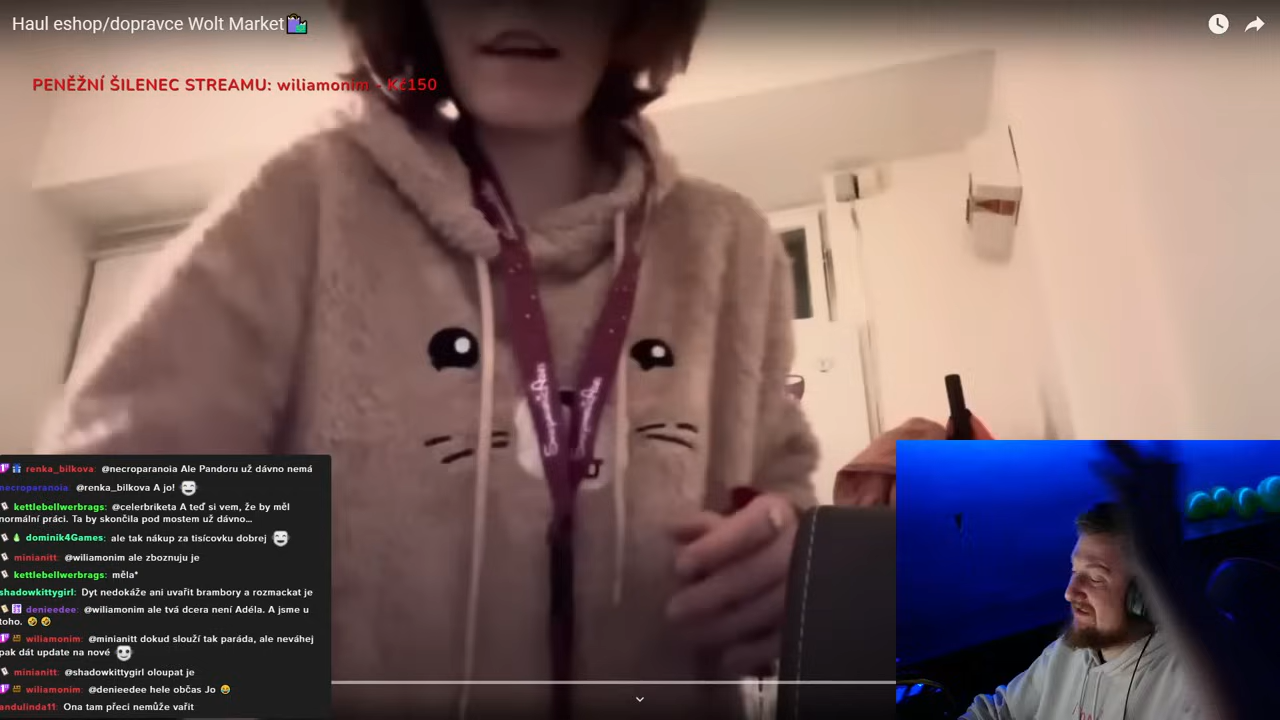 Haul eshop/dopravce Wolt Market
PENĚŽNÍ ŠILENEC STREAMU: wiliamonim - Kč150
renka_bilkova: @necroparanoia Ale Pandoru už dávno nemá
necroparanoia: @renka_bilkova A jo!
kettlebellwerbrags: @celerbriketa A teď si vem, že by měl
normální práci. Ta by skončila pod mostem už dávno...
dominik4Games: ale tak nákup za tisícovku dobrej
minianitt: @wiliamonim ale zboznuju je
kettlebellwerbrags: měla*
shadowkittygirl: Dyt nedokáže ani uvařit brambory a rozmackat je
denieedee: @wiliamonim ale tvá dcera není Adéla. A jsme u
toho.
wiliamonim: @minianitt dokud slouží tak paráda, ale neváhej
pak dát update na nové
minianitt: @shadowkittygirl oloupat je
wiliamonim: @denieedee hele občas Jo
andulinda11: Ona tam přeci nemůže vařit